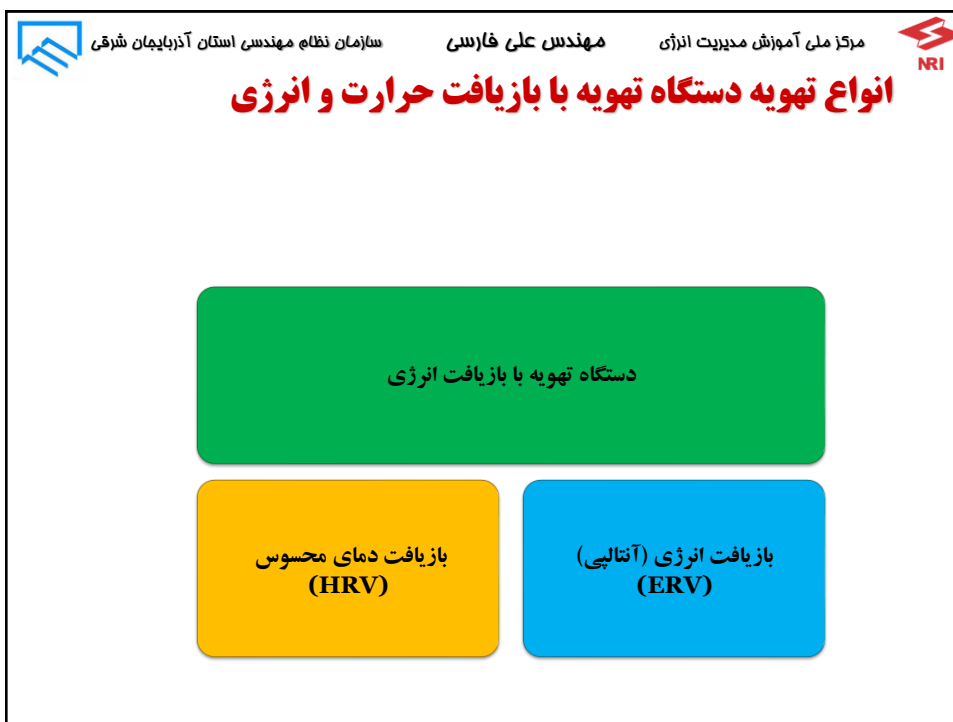 مرکز ملی آموزش مدیریت انرژی مهندس علی فارسی سازمان نظام مهندسی استان آذربایجان شرقی
NRI
انواع تهویه دستگاه تهویه با بازیافت حرارت و انرژی
دستگاه تهویه با بازیافت انرژی
بازیافت انرژی (آنتالپی)
(ERV)
بازیافت دمای محسوس
(HRV)